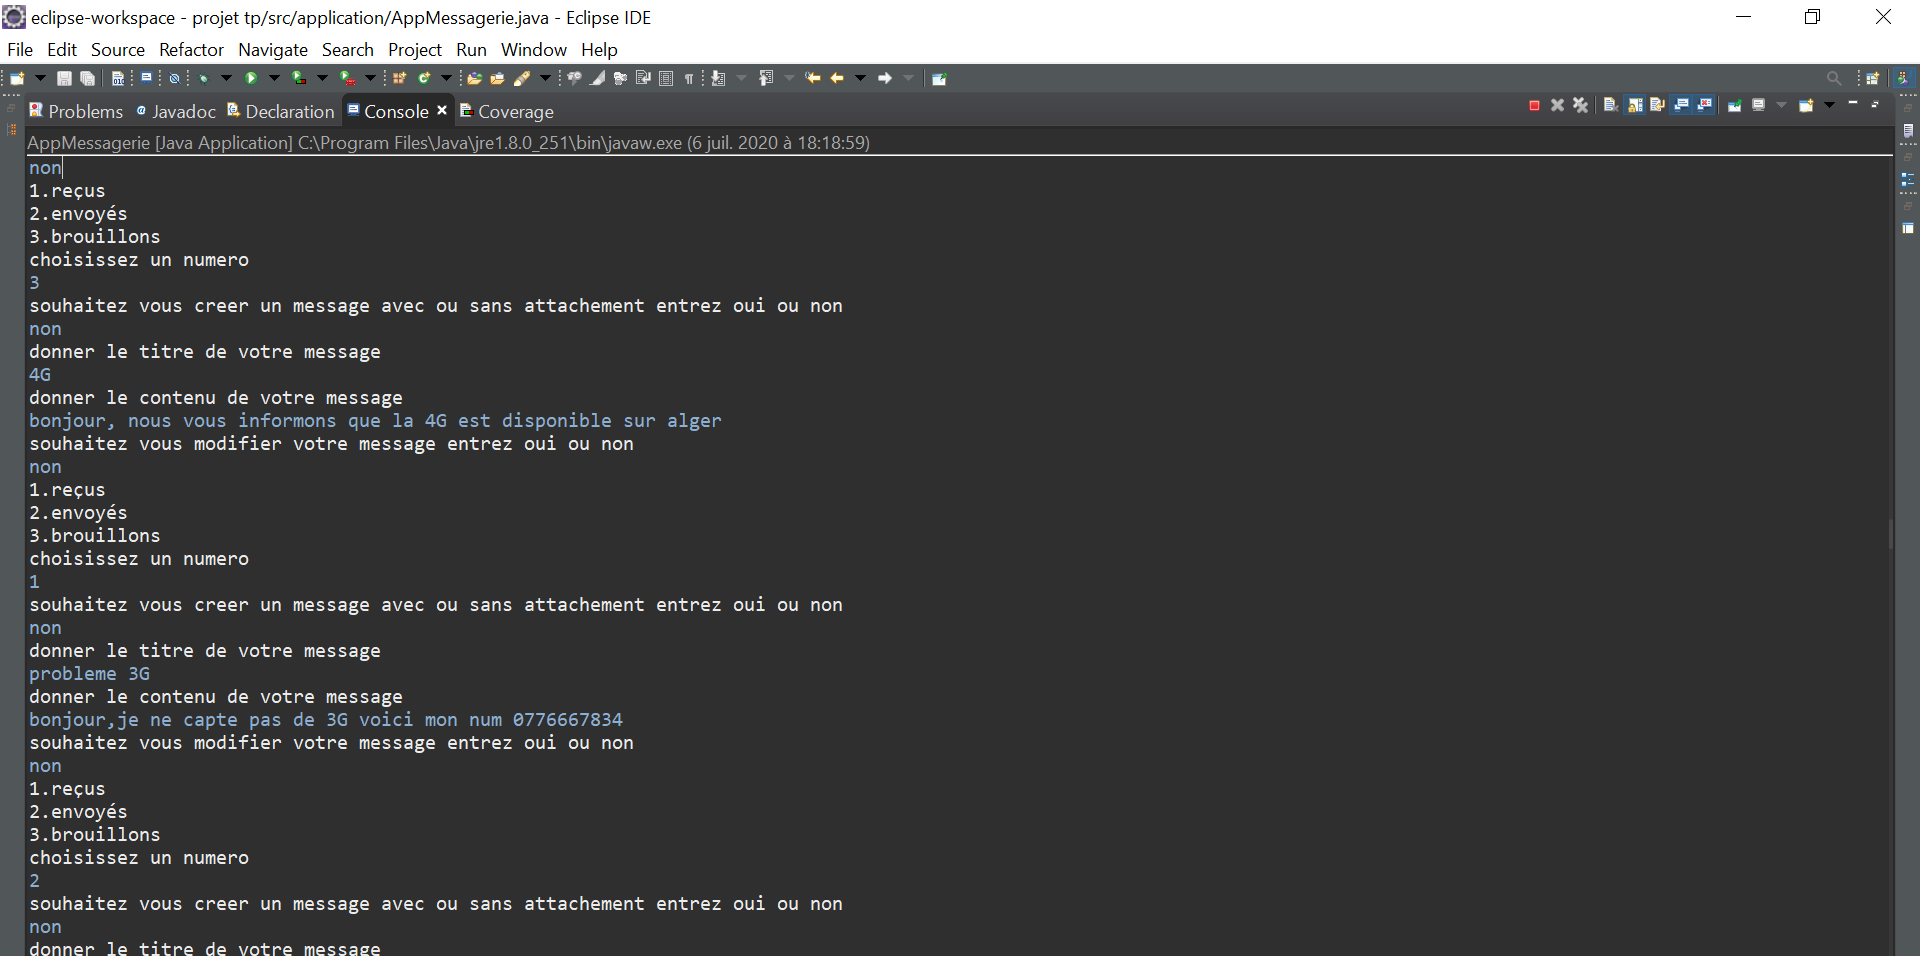 eclipse-workspace - projet tp/src/application/AppMessagerie.java - Eclipse IDE
File Edit Source Refactor Navigate Search Project Run Window Help
Problems Javadoc Declaration Console Coverage
AppMessagerie [Java Application] C:\Program Files\Java\jre1.8.0_251\bin\javaw.exe (6 juil. 2020 à 18:18:59)
non
1.reçus
2.envoyés
3.brouillons
choisissez un numero
3
souhaitez vous creer un message avec ou sans attachement entrez oui ou non
non
donner le titre de votre message
4G
donner le contenu de votre message
bonjour, nous vous informons que la 4G est disponible sur alger
souhaitez vous modifier votre message entrez oui ou non
non
1.reçus
2.envoyés
3.brouillons
choisissez un numero
1
souhaitez vous creer un message avec ou sans attachement entrez oui ou non
non
donner le titre de votre message
probleme 3G
donner le contenu de votre message
bonjour,je ne capte pas de 3G voici mon num 0776667834
souhaitez vous modifier votre message entrez oui ou non
non
1.reçus
2.envoyés
3.brouillons
choisissez un numero
2
souhaitez vous creer un message avec ou sans attachement entrez oui ou non
non
donner le titre de votre message